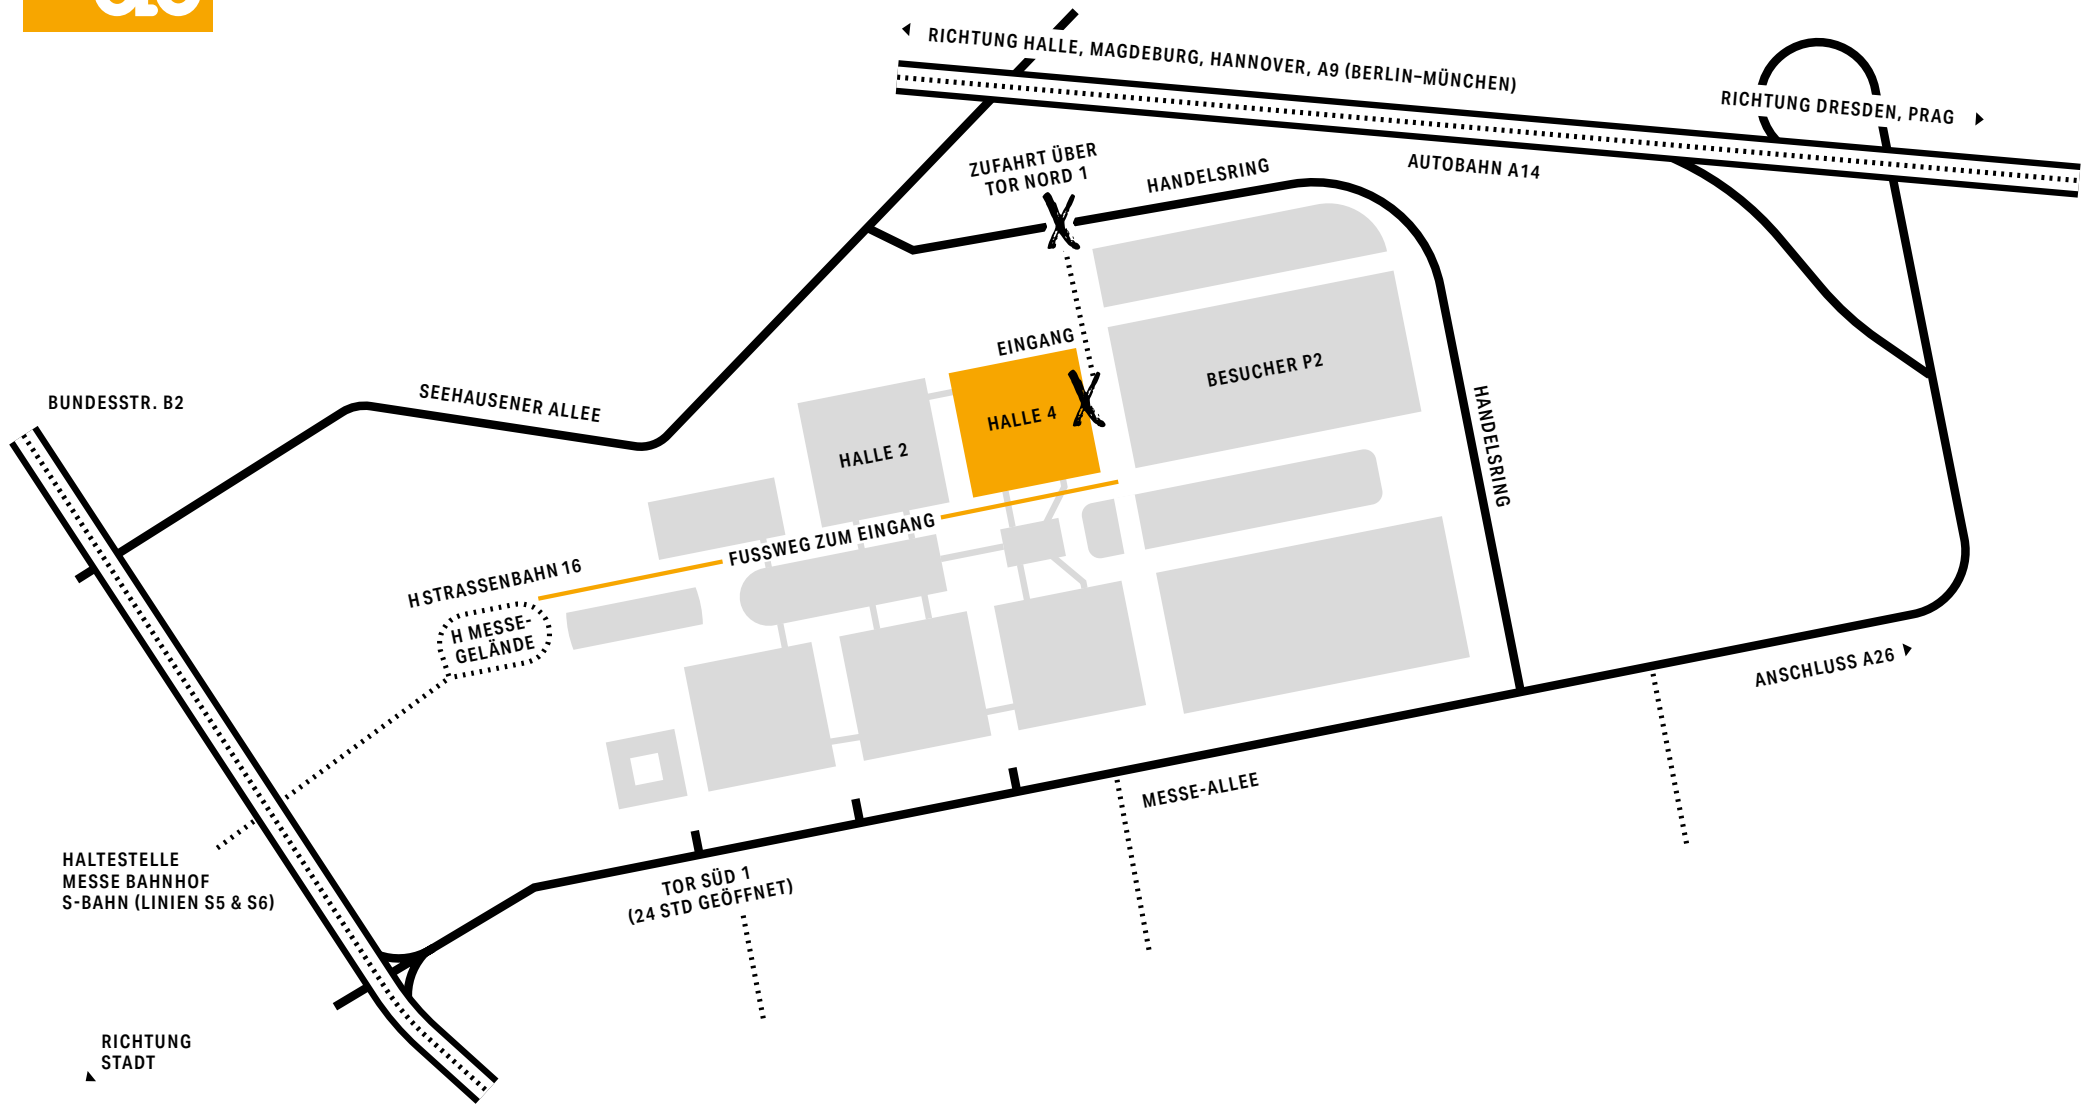 RICHTUNG HALLE, MAGDEBURG, HANNOVER, A9 (BERLIN–MÜNCHEN)
RICHTUNG DRESDEN, PRAG
AUTOBAHN A14
ZUFAHRT ÜBER
TOR NORD 1
HANDELSRING
EINGANG
BESUCHER P2
HALLE 4
HALLE 2
HANDELSRING
BUNDESSTR. B2
SEEHAUSENER ALLEE
FUSSWEG ZUM EINGANG
H STRASSENBAHN 16
H MESSE-
GELÄNDE
ANSCHLUSS A26
MESSE-ALLEE
HALTESTELLE
MESSE BAHNHOF
S-BAHN (LINIEN S5 & S6)
TOR SÜD 1
(24 STD GEÖFFNET)
RICHTUNG
STADT